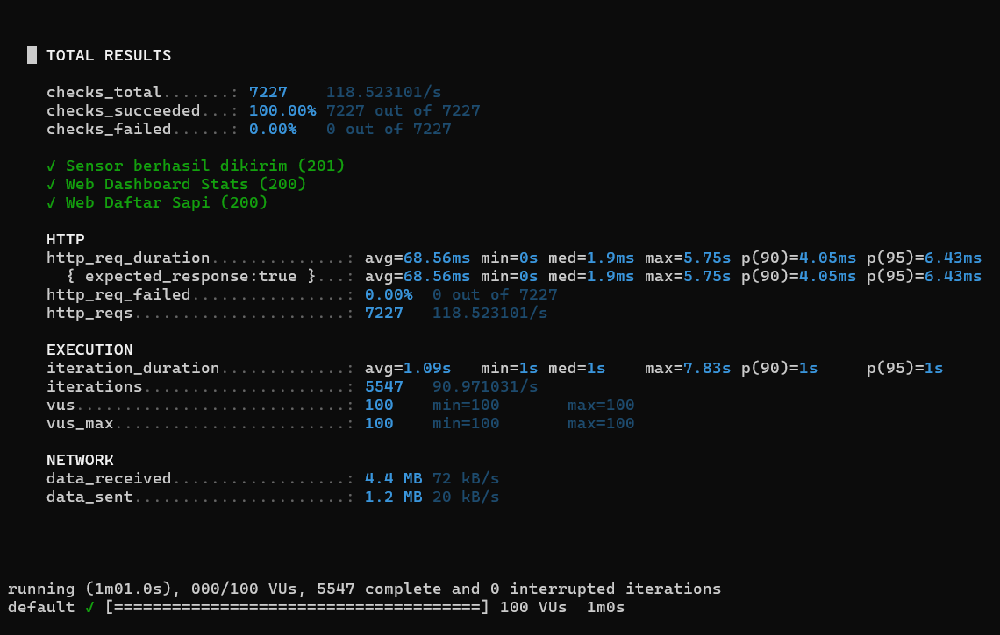 █ TOTAL RESULTS
checks_total.......: 7227    118.523101/s
checks_succeeded...: 100.00% 7227 out of 7227
checks_failed......: 0.00%   0 out of 7227
✓ Sensor berhasil dikirim (201)
✓ Web Dashboard Stats (200)
✓ Web Daftar Sapi (200)
HTTP
http_req_duration..............: avg=68.56ms min=0s med=1.9ms max=5.75s p(90)=4.05ms p(95)=6.43ms
{ expected_response:true }...: avg=68.56ms min=0s med=1.9ms max=5.75s p(90)=4.05ms p(95)=6.43ms
http_req_failed................: 0.00%  0 out of 7227
http_reqs......................: 7227   118.523101/s
EXECUTION
iteration_duration.............: avg=1.09s   min=1s med=1s    max=7.83s p(90)=1s     p(95)=1s
iterations.....................: 5547   90.971031/s
vus............................: 100    min=100       max=100
vus_max........................: 100    min=100       max=100
NETWORK
data_received..................: 4.4 MB 72 kB/s
data_sent......................: 1.2 MB 20 kB/s
running (1m01.0s), 000/100 VUs, 5547 complete and 0 interrupted iterations
default ✓ [======================================] 100 VUs  1m0s